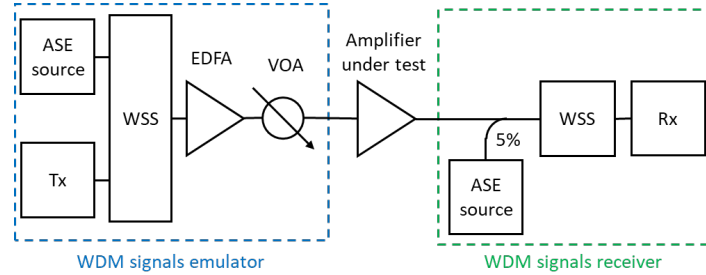 ASE
source
Tx
WSS
EDFA
VOA
Amplifier
under test
5%
ASE
source
WSS
Rx
WDM signals emulator
WDM signals receiver